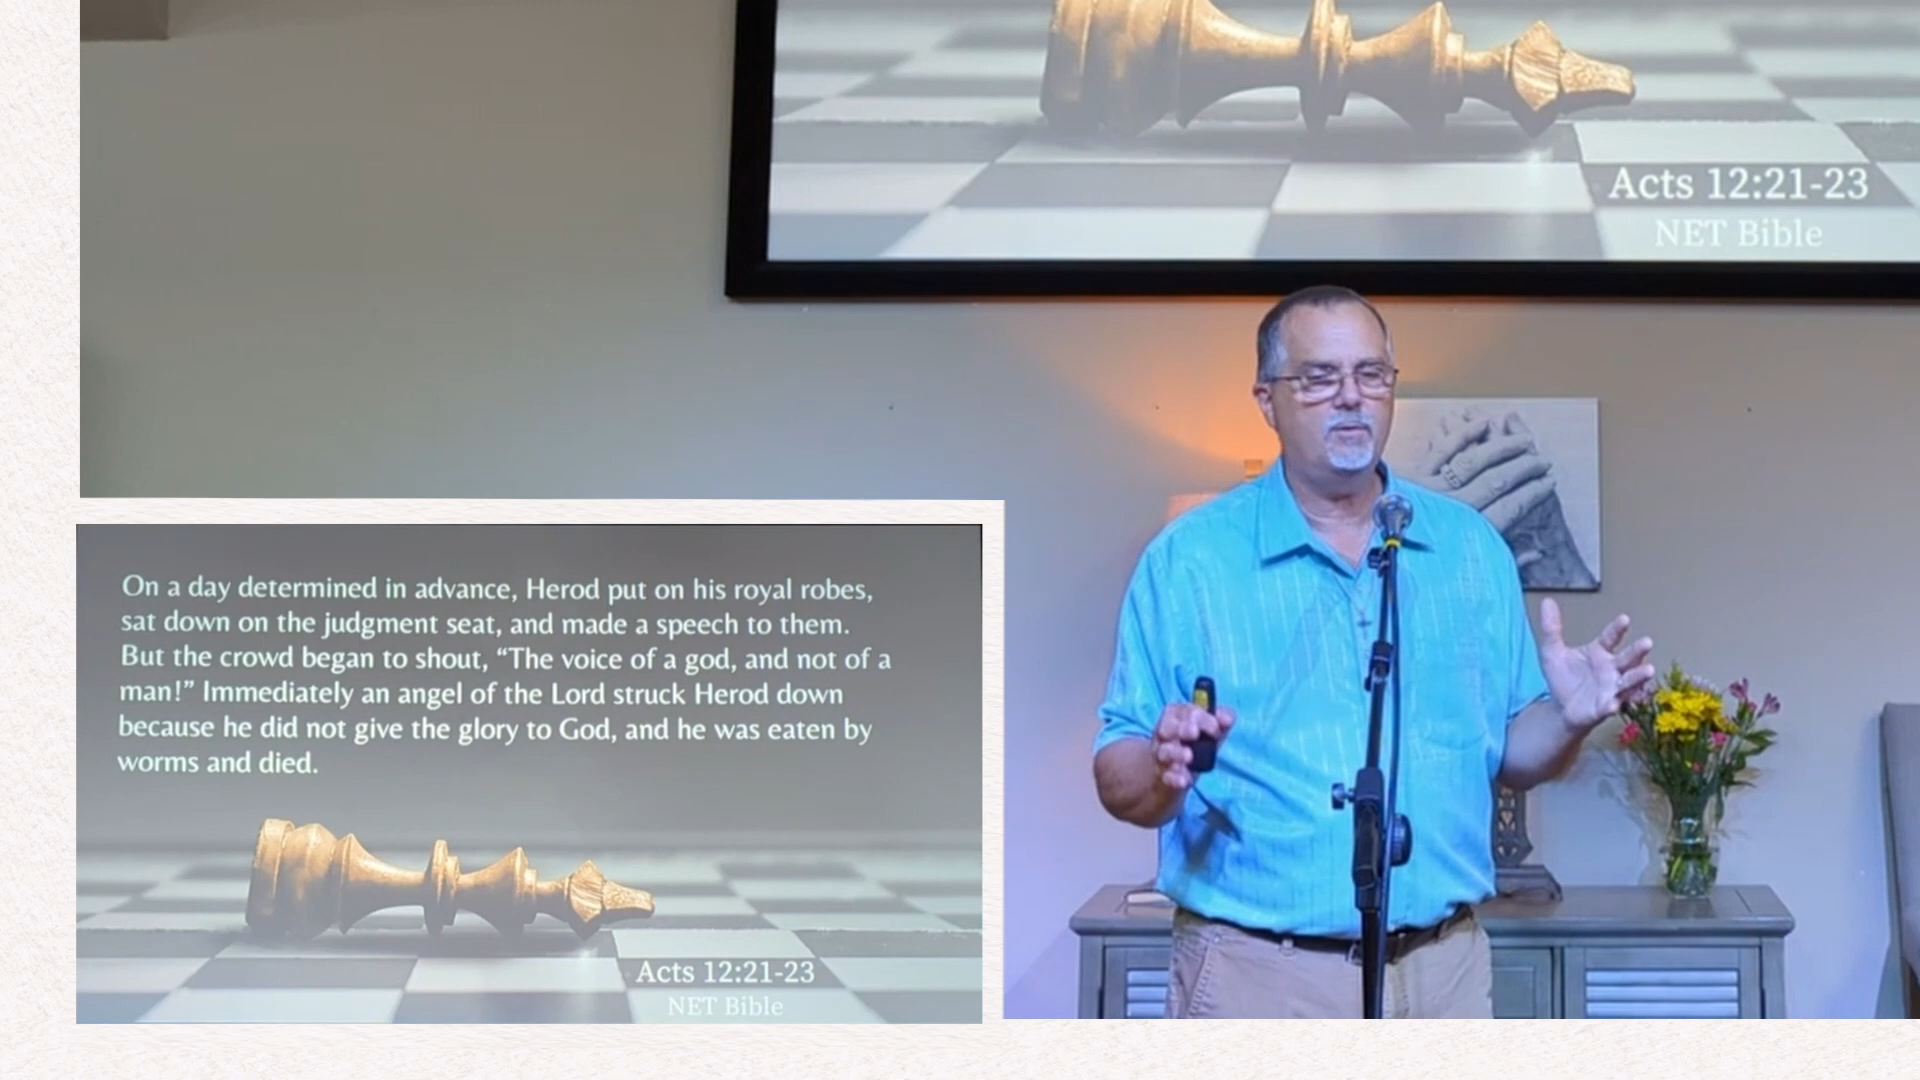 Acts 12:21-23
NET Bible
On a day determined in advance, Herod put on his royal robes,
sat down on the judgment seat, and made a speech to them.
But the crowd began to shout, “The voice of a god, and not of a
man!” Immediately an angel of the Lord struck Herod down
because he did not give the glory to God, and he was eaten by
worms and died.
Acts 12:21-23
NET Bible